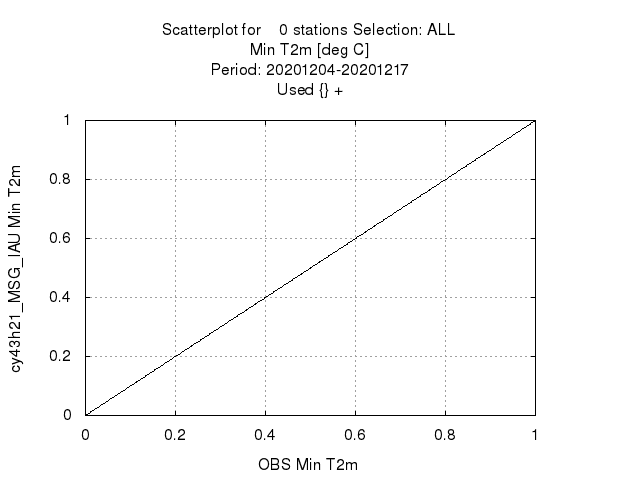 Scatterplot for    0 stations Selection: ALL
Min T2m [deg C]
Period: 20201204-20201217
Used {} +
1
0.8
0.6
0.4
0.2
0
cy43h21_MSG_IAU Min T2m
0 0.2 0.4 0.6 0.8 1
OBS Min T2m